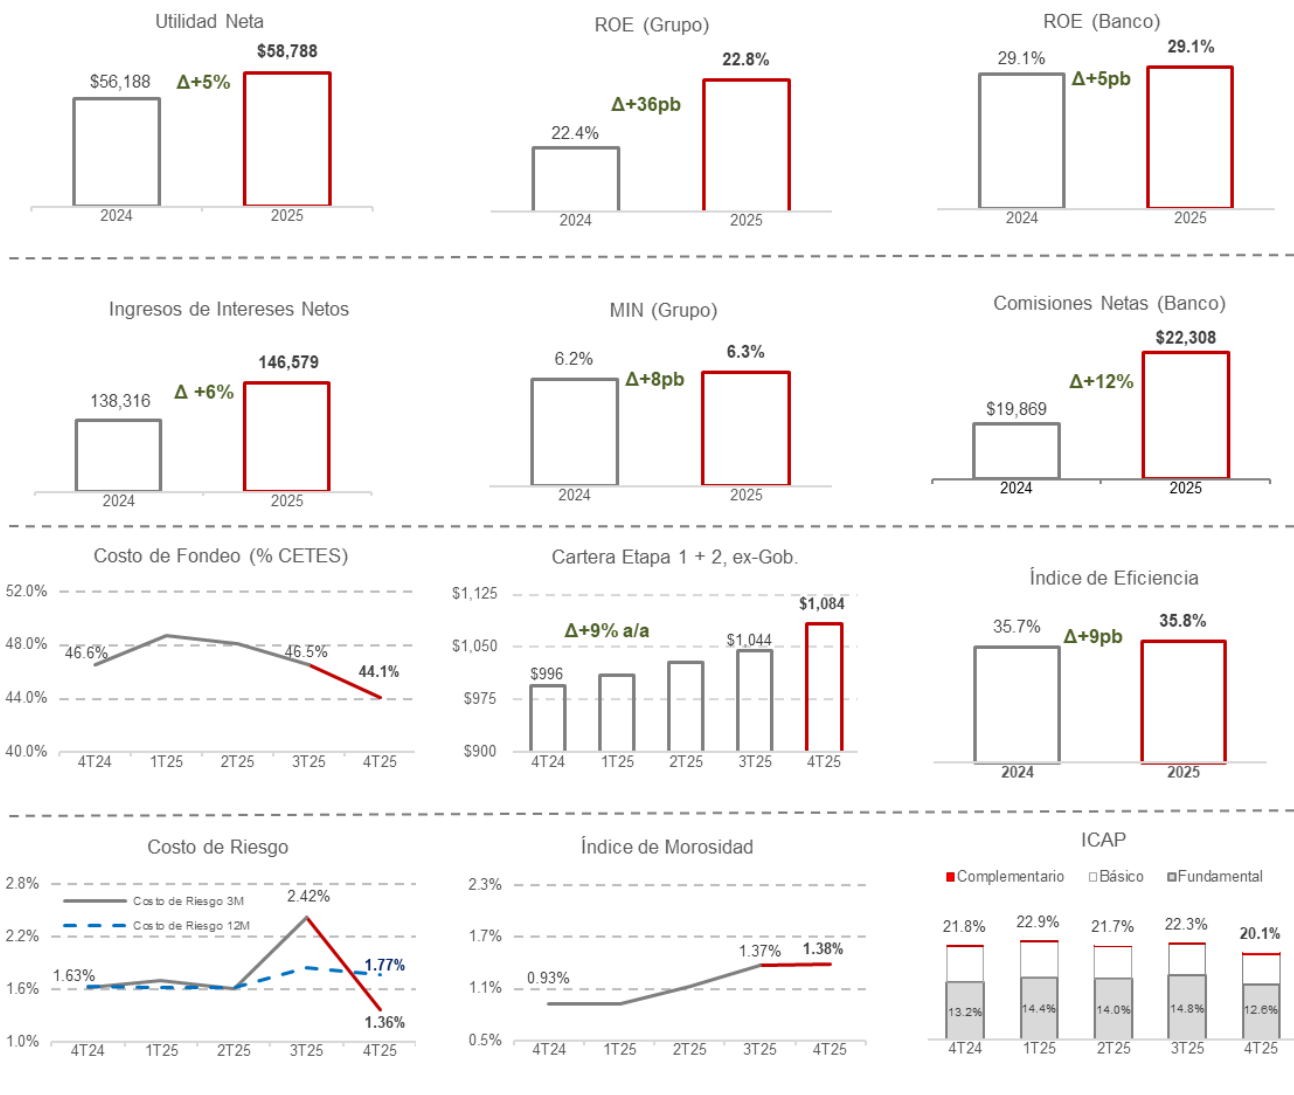 Utilidad Neta
$56,188
Δ+5%
$58,788
2024
2025
ROE (Grupo)
22.4%
Δ+36pb
22.8%
2024
2025
ROE (Banco)
29.1%
Δ+5pb
29.1%
2024
2025
Ingresos de Intereses Netos
138,316
Δ +6%
146,579
2024
2025
MIN (Grupo)
6.2%
Δ+8pb
6.3%
2024
2025
Comisiones Netas (Banco)
$19,869
Δ+12%
$22,308
2024
2025
Costo de Fondeo (% CETES)
52.0%
48.0%
44.0%
40.0%
46.6%
46.5%
44.1%
4T24
1T25
2T25
3T25
4T25
Cartera Etapa 1 + 2, ex-Gob.
$1,125
$1,050
$975
$900
Δ+9% a/a
$996
$1,044
$1,084
4T24
1T25
2T25
3T25
4T25
Índice de Eficiencia
35.7%
Δ+9pb
35.8%
2024
2025
Costo de Riesgo
2.8%
2.2%
1.6%
1.0%
Costo de Riesgo 3M
Costo de Riesgo 12M
1.63%
2.42%
1.77%
1.36%
4T24
1T25
2T25
3T25
4T25
Índice de Morosidad
2.3%
1.7%
1.1%
0.5%
0.93%
1.37%
1.38%
4T24
1T25
2T25
3T25
4T25
ICAP
Complementario
Básico
Fundamental
21.8%
22.9%
21.7%
22.3%
20.1%
13.2%
14.4%
14.0%
14.8%
12.6%
4T24
1T25
2T25
3T25
4T25